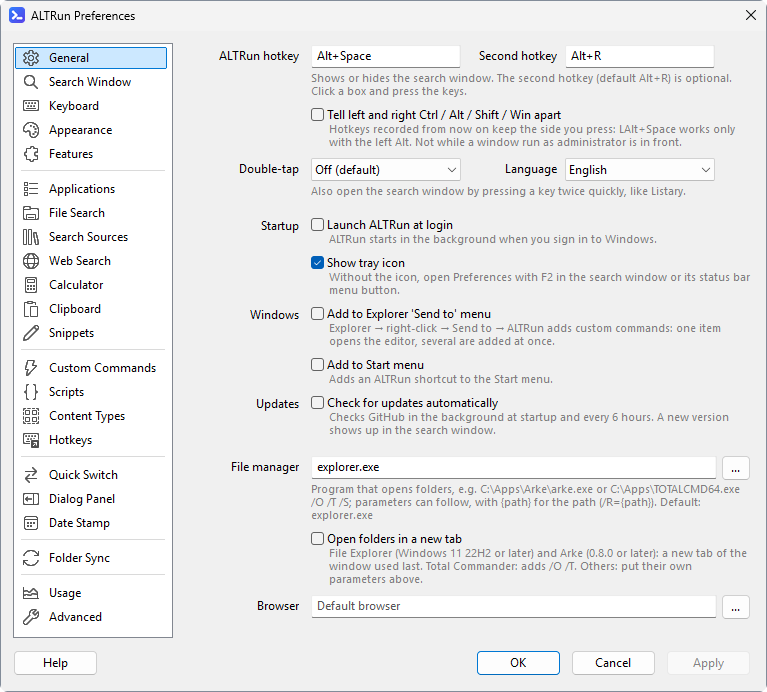 ALTRun Preferences
General
Search Window
Keyboard
Appearance
Features
Applications
File Search
Search Sources
Web Search
Calculator
Clipboard
Snippets
Custom Commands
Scripts
Content Types
Hotkeys
Quick Switch
Dialog Panel
Date Stamp
Folder Sync
Usage
Advanced
ALTRun hotkey Alt+Space Second hotkey Alt+R
Shows or hides the search window. The second hotkey (default Alt+R) is optional.
Click a box and press the keys.
Tell left and right Ctrl / Alt / Shift / Win apart
Hotkeys recorded from now on keep the side you press: LAlt+Space works only
with the left Alt. Not while a window run as administrator is in front.
Double-tap Off (default) Language English
Also open the search window by pressing a key twice quickly, like Listary.
Startup Launch ALTRun at login
ALTRun starts in the background when you sign in to Windows.
Show tray icon
Without the icon, open Preferences with F2 in the search window or its status bar
menu button.
Windows Add to Explorer 'Send to' menu
Explorer → right-click → Send to → ALTRun adds custom commands: one item
opens the editor, several are added at once.
Add to Start menu
Adds an ALTRun shortcut to the Start menu.
Updates Check for updates automatically
Checks GitHub in the background at startup and every 6 hours. A new version
shows up in the search window.
File manager explorer.exe ...
Program that opens folders, e.g. C:\Apps\Arke\arke.exe or C:\Apps\TOTALCMD64.exe
/O /T /S; parameters can follow, with {path} for the path (/R={path}). Default:
explorer.exe
Open folders in a new tab
File Explorer (Windows 11 22H2 or later) and Arke (0.8.0 or later): a new tab of the
window used last. Total Commander: adds /O /T. Others: put their own
parameters above.
Browser Default browser ...
Help OK Cancel Apply